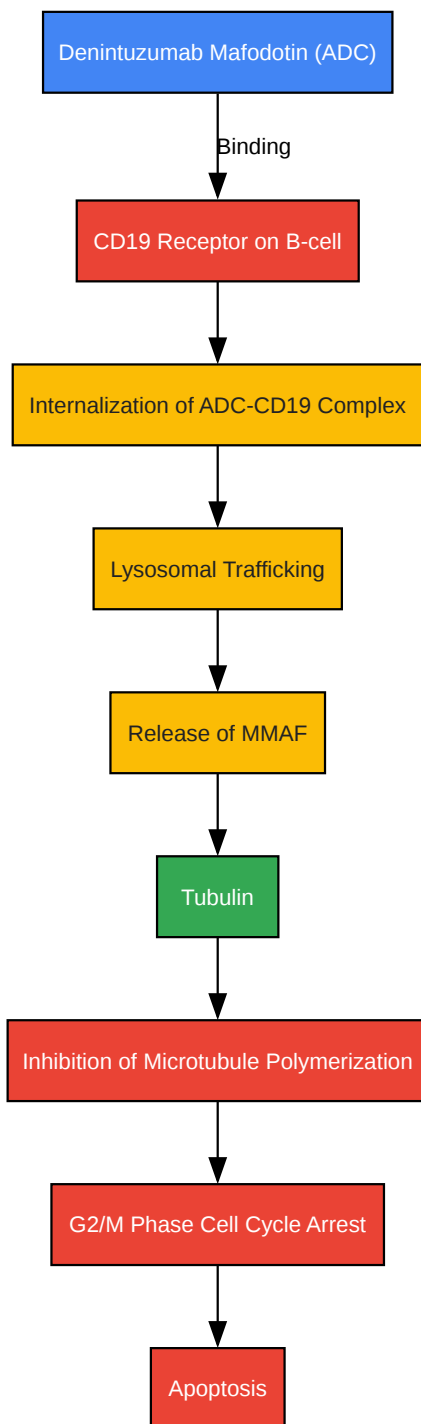 Denintuzumab Mafodotin (ADC)
Binding
CD19 Receptor on B-cell
Internalization of ADC-CD19 Complex
Lysosomal Trafficking
Release of MMAF
Tubulin
Inhibition of Microtubule Polymerization
G2/M Phase Cell Cycle Arrest
Apoptosis